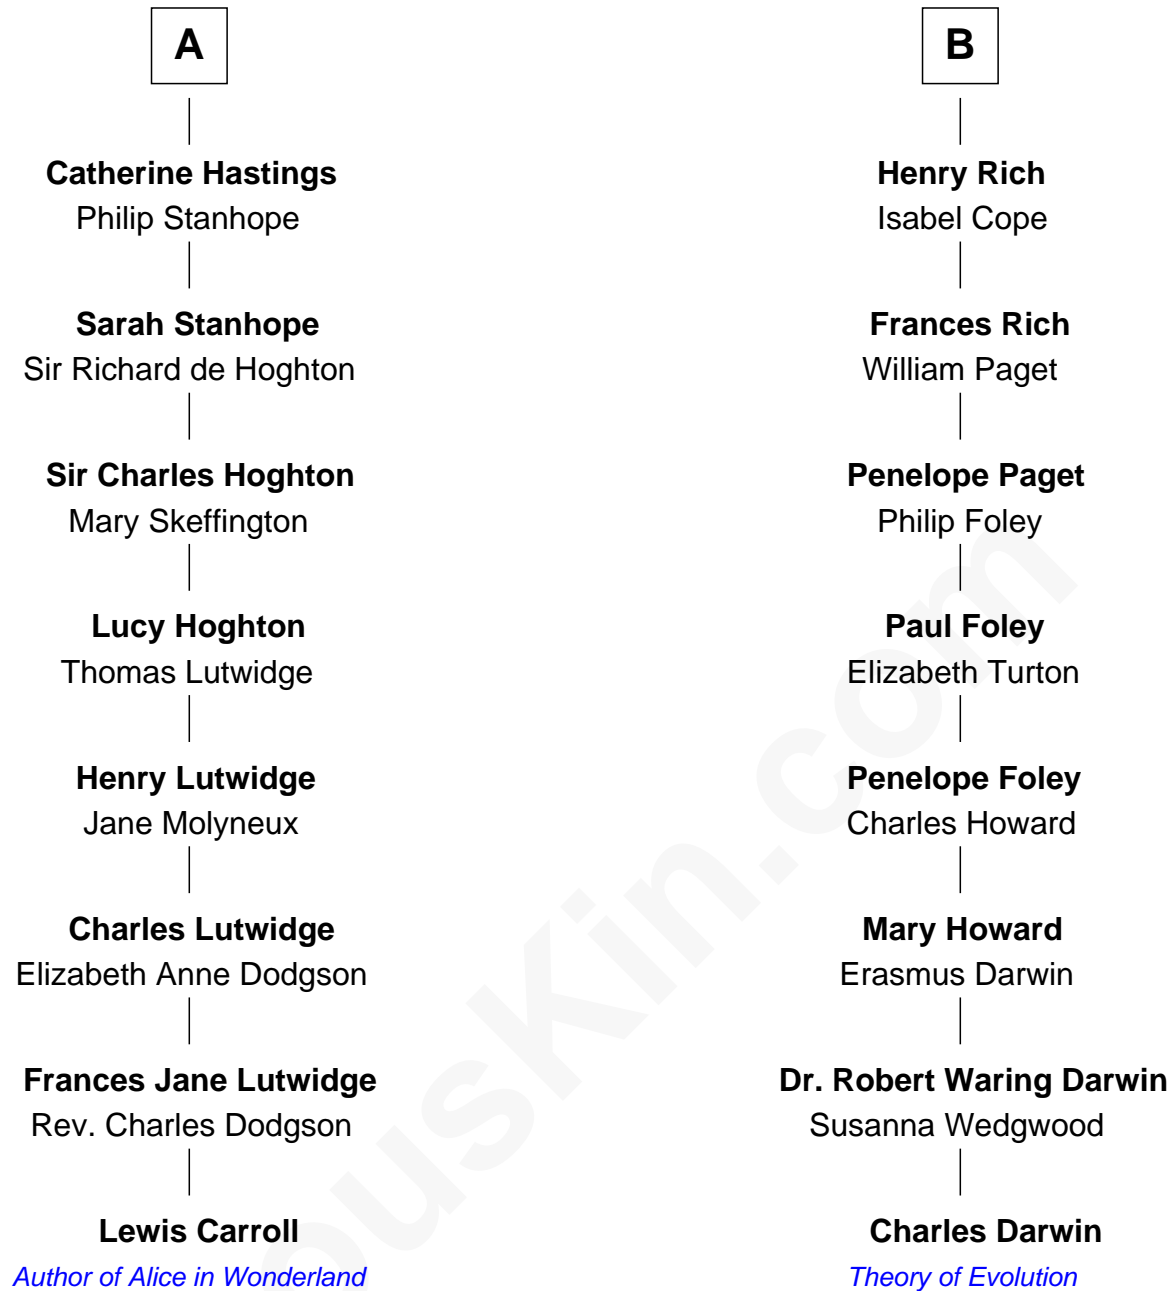 A
Catherine Hastings
Philip Stanhope
Sarah Stanhope
Sir Richard de Hoghton
Sir Charles Hoghton
Mary Skeffington
Lucy Hoghton
Thomas Lutwidge
Henry Lutwidge
Jane Molyneux
Charles Lutwidge
Elizabeth Anne Dodgson
Frances Jane Lutwidge
Rev. Charles Dodgson
Lewis Carroll
Author of Alice in Wonderland
B
Henry Rich
Isabel Cope
Frances Rich
William Paget
Penelope Paget
Philip Foley
Paul Foley
Elizabeth Turton
Penelope Foley
Charles Howard
Mary Howard
Erasmus Darwin
Dr. Robert Waring Darwin
Susanna Wedgwood
Charles Darwin
Theory of Evolution
ousKin.com